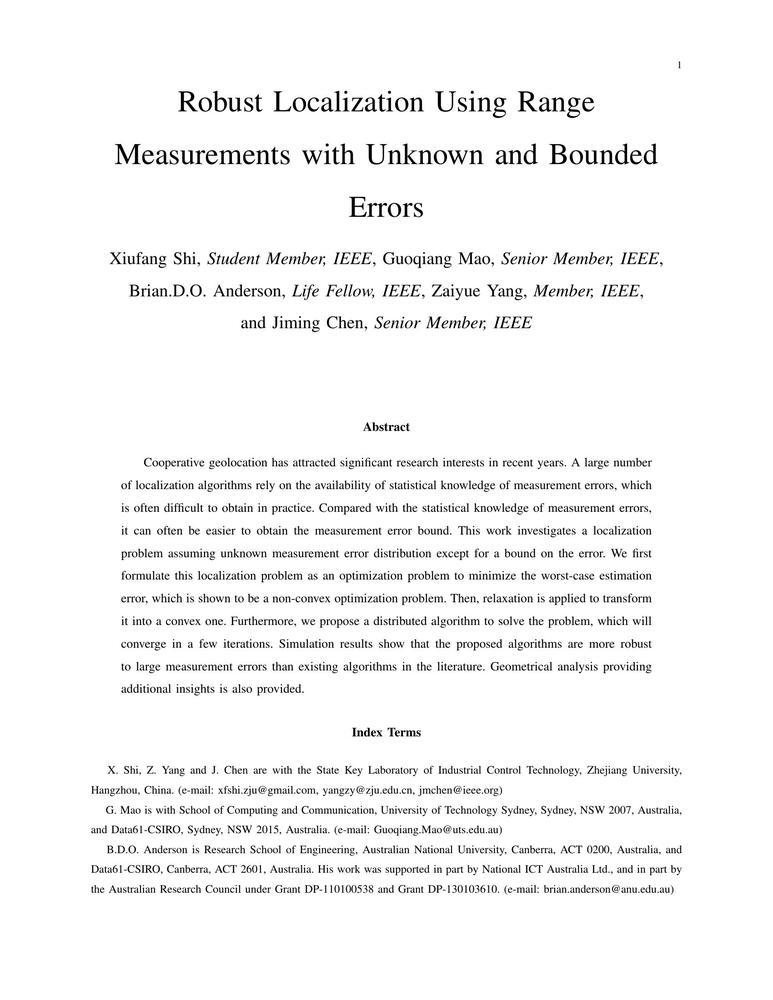 1
Robust Localization Using Range
Measurements with Unknown and Bounded
Errors
Xiufang Shi, Student Member, IEEE, Guoqiang Mao, Senior Member, IEEE,
Brian.D.O. Anderson, Life Fellow, IEEE, Zaiyue Yang, Member, IEEE,
and Jiming Chen, Senior Member, IEEE
Abstract
Cooperative geolocation has attracted significant research interests in recent years. A large number
of localization algorithms rely on the availability of statistical knowledge of measurement errors, which
is often difficult to obtain in practice. Compared with the statistical knowledge of measurement errors,
it can often be easier to obtain the measurement error bound. This work investigates a localization
problem assuming unknown measurement error distribution except for a bound on the error. We first
formulate this localization problem as an optimization problem to minimize the worst-case estimation
error, which is shown to be a non-convex optimization problem. Then, relaxation is applied to transform
it into a convex one. Furthermore, we propose a distributed algorithm to solve the problem, which will
converge in a few iterations. Simulation results show that the proposed algorithms are more robust
to large measurement errors than existing algorithms in the literature. Geometrical analysis providing
additional insights is also provided.
Index Terms
X. Shi, Z. Yang and J. Chen are with the State Key Laboratory of Industrial Control Technology, Zhejiang University,
Hangzhou, China. (e-mail: xfshi.zju@gmail.com, yangzy@zju.edu.cn, jmchen@ieee.org)
G. Mao is with School of Computing and Communication, University of Technology Sydney, Sydney, NSW 2007, Australia,
and Data61-CSIRO, Sydney, NSW 2015, Australia. (e-mail: Guoqiang.Mao@uts.edu.au)
B.D.O. Anderson is Research School of Engineering, Australian National University, Canberra, ACT 0200, Australia, and
Data61-CSIRO, Canberra, ACT 2601, Australia. His work was supported in part by National ICT Australia Ltd., and in part by
the Australian Research Council under Grant DP-110100538 and Grant DP-130103610. (e-mail: brian.anderson@anu.edu.au)